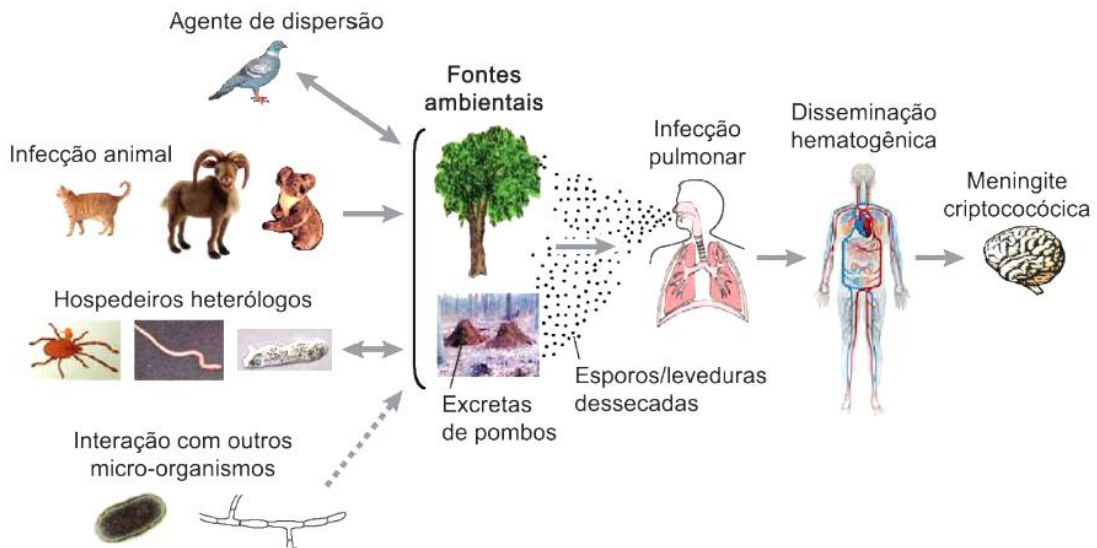 Agente de dispersão
Fontes
ambientais
Infecção animal
Hospedeiros heterólogos
Interação com outros
micro-organismos
Excretas
de pombos
Esporos/leveduras
dessecadas
Infecção
pulmonar
Disseminação
hematogênica
Meningite
criptocócica